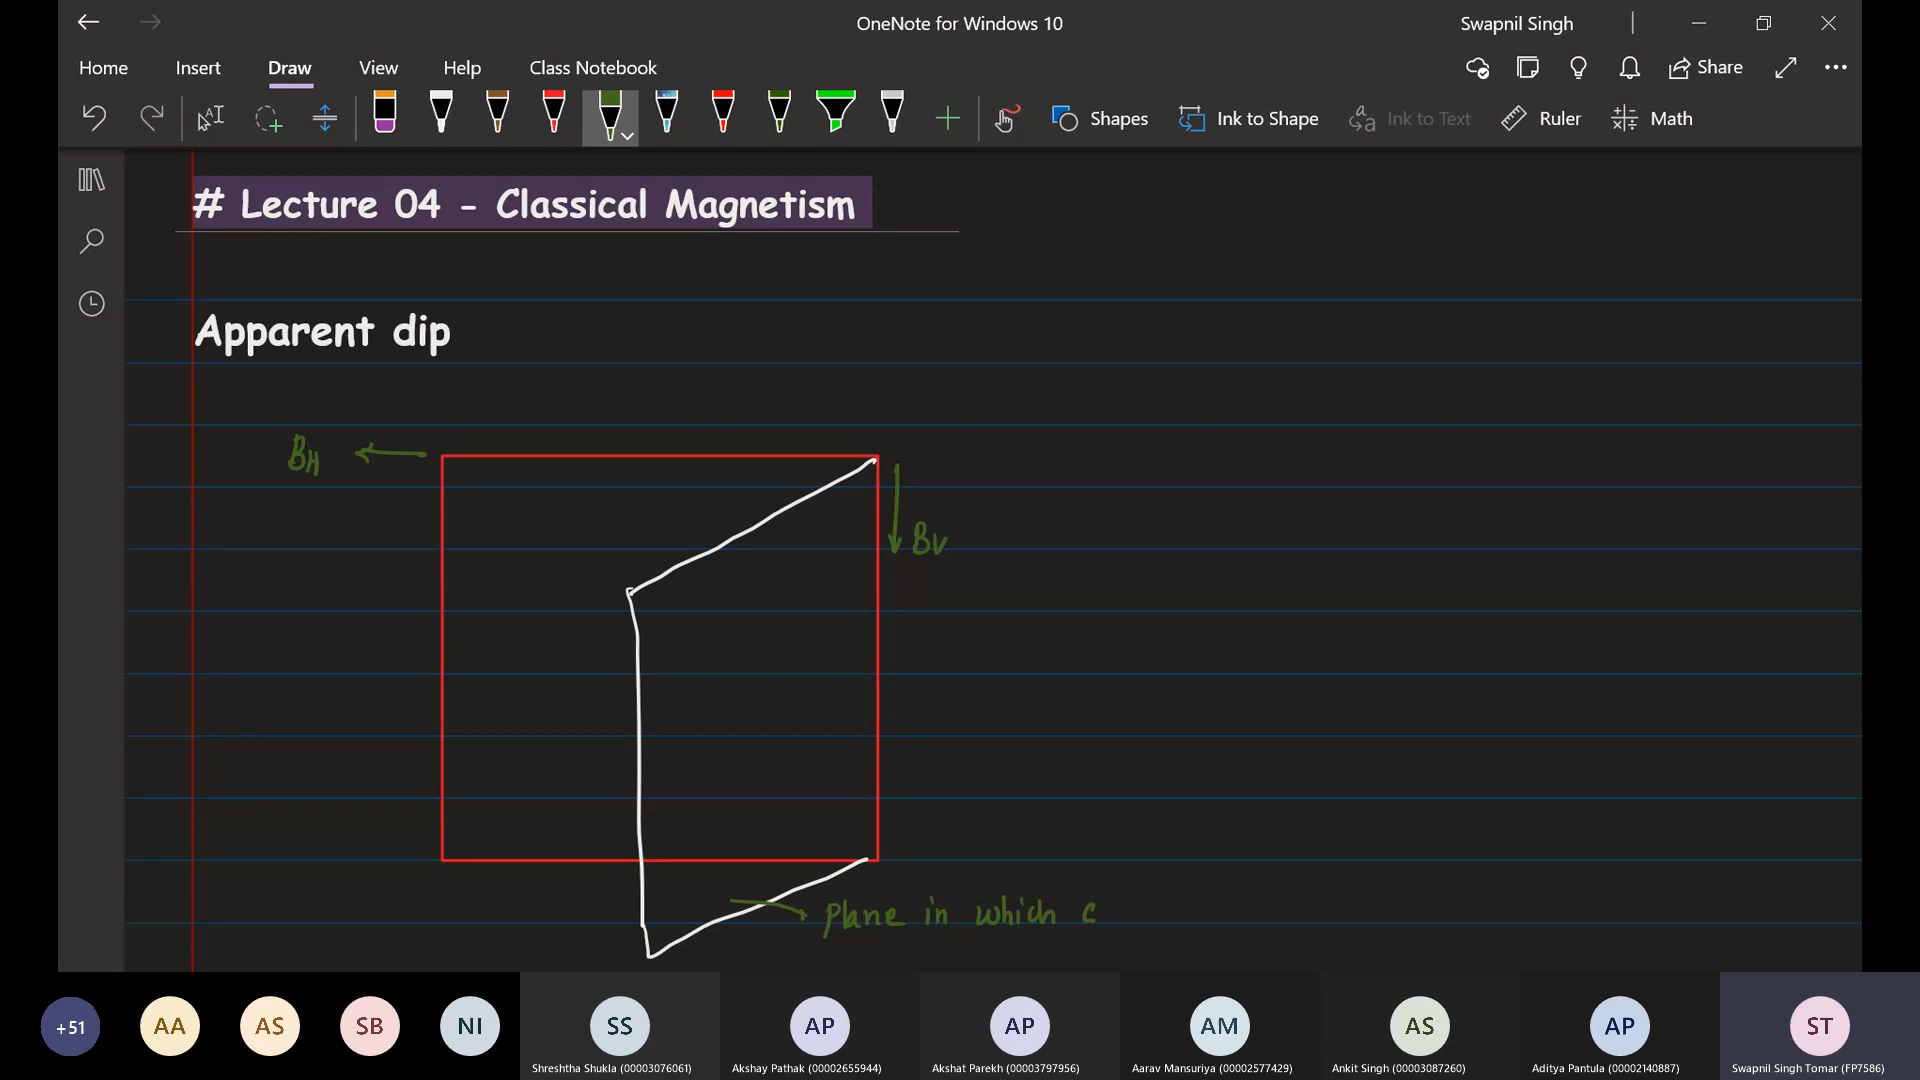 OneNote for Windows 10
Swapnil Singh
Home Insert Draw View Help Class Notebook
Share
Shapes Ink to Shape Ink to Text Ruler Math
# Lecture 04 - Classical Magnetism
Apparent dip
BH
BV
plane in which c
+51 AA AS SB NI SS AP AP AM AS AP ST
Shreshtha Shukla (00003076061) Akshay Pathak (00002655944) Akshat Parekh (00003797956) Aarav Mansuriya (00002577429) Ankit Singh (00003087260) Aditya Pantula (00002140887) Swapnil Singh Tomar (FP7586)